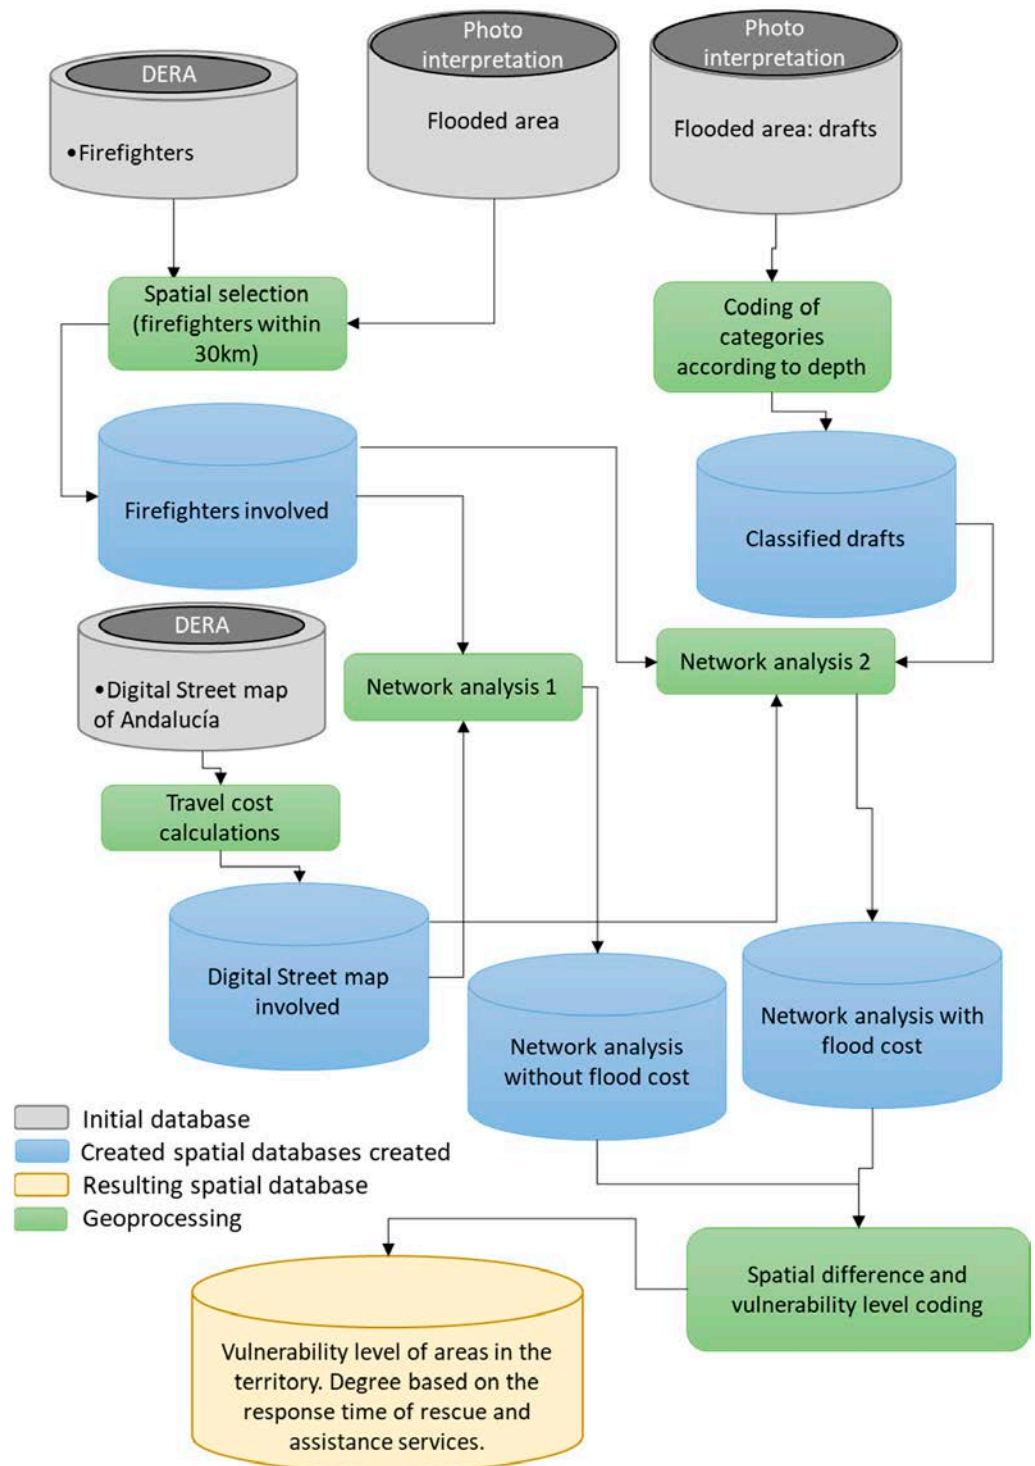 DERA
•Firefighters
Photo
interpretation
Flooded area
Photo
interpretation
Flooded area: drafts
Spatial selection
(firefighters within
30km)
Coding of
categories
according to depth
Firefighters involved
Classified drafts
DERA
•Digital Street map
of Andalucía
Network analysis 1
Network analysis 2
Travel cost
calculations
Digital Street map
involved
Network analysis
without flood cost
Network analysis with
flood cost
Initial database
Created spatial databases created
Resulting spatial database
Geoprocessing
Spatial difference and
vulnerability level coding
Vulnerability level of areas in the
territory. Degree based on the
response time of rescue and
assistance services.